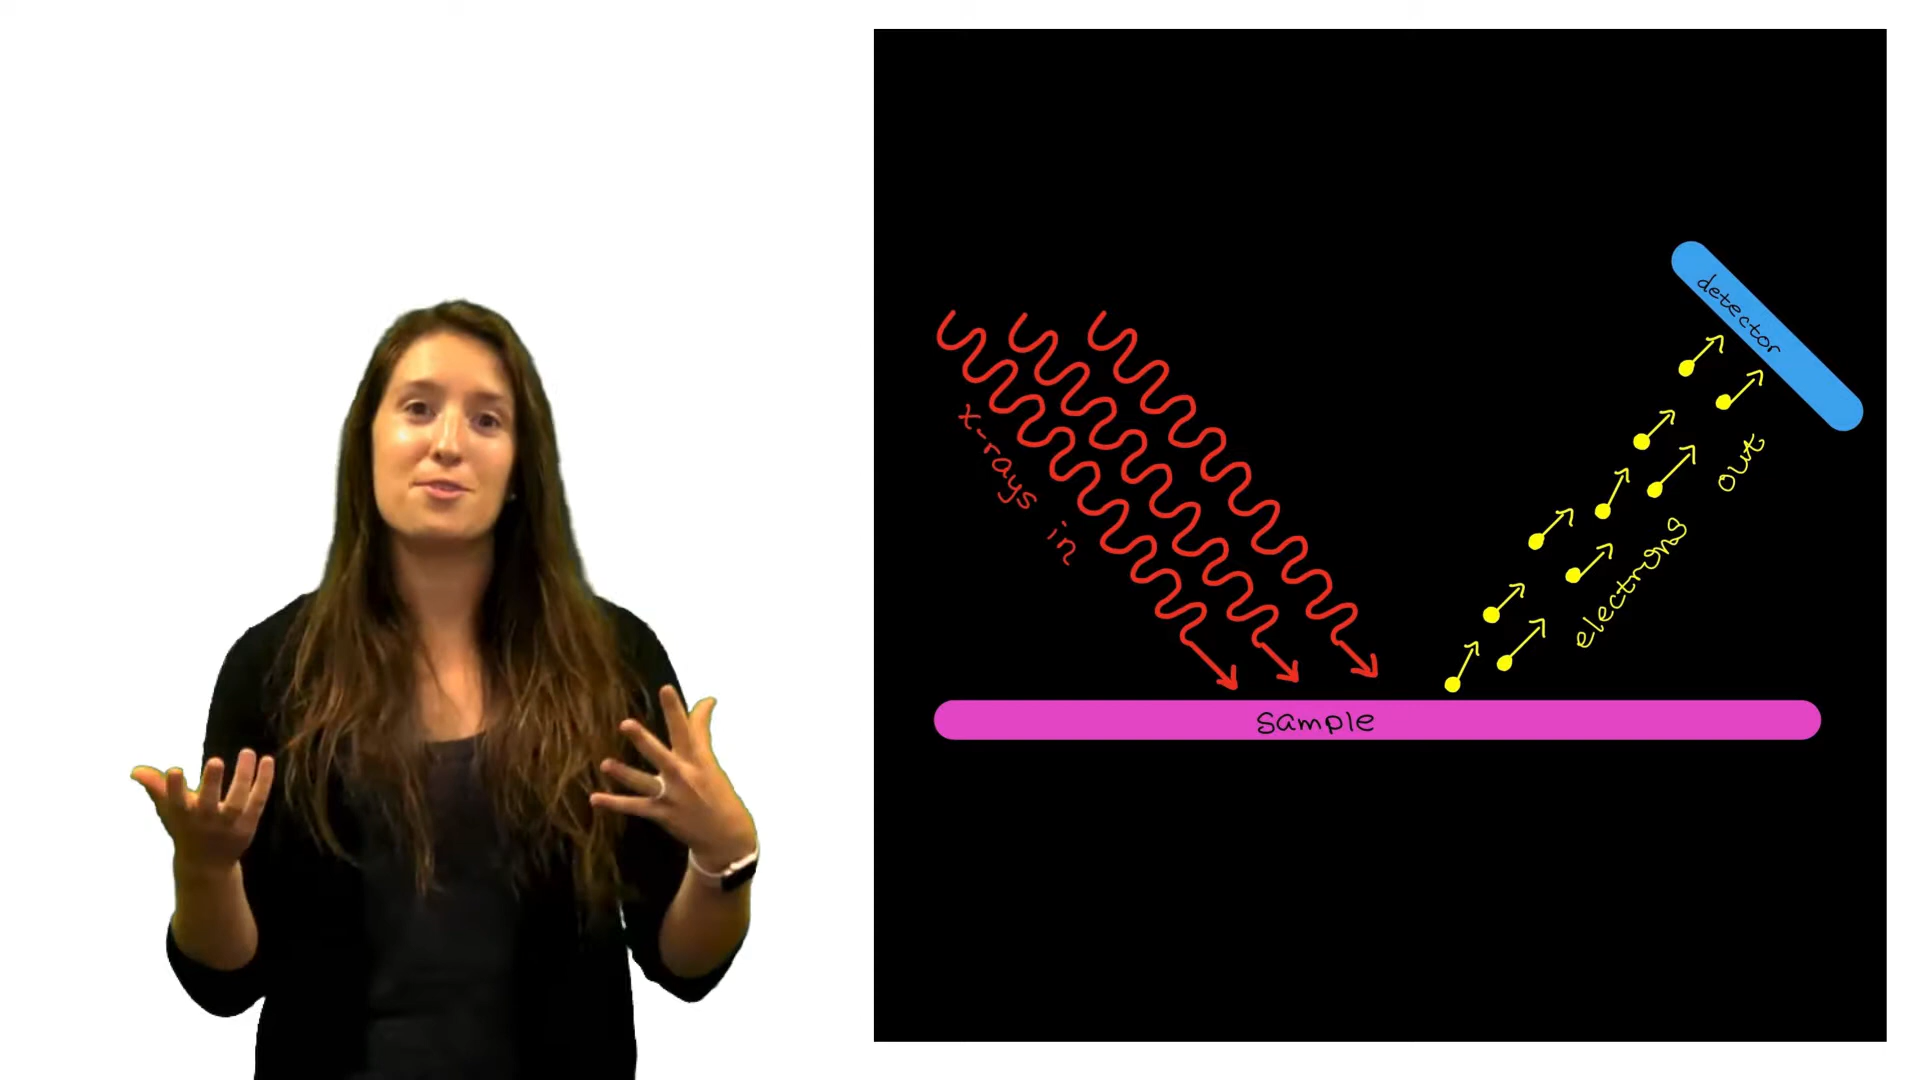 x-rays in
detector
electrons out
sample